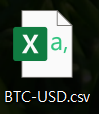 X a,
BTC-USD.csv